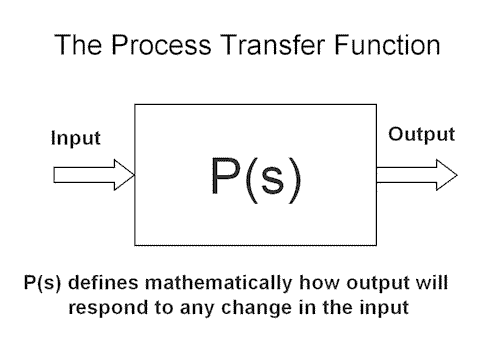 The Process Transfer Function
Input
Output
P(s)
P(s) defines mathematically how output will
respond to any change in the input